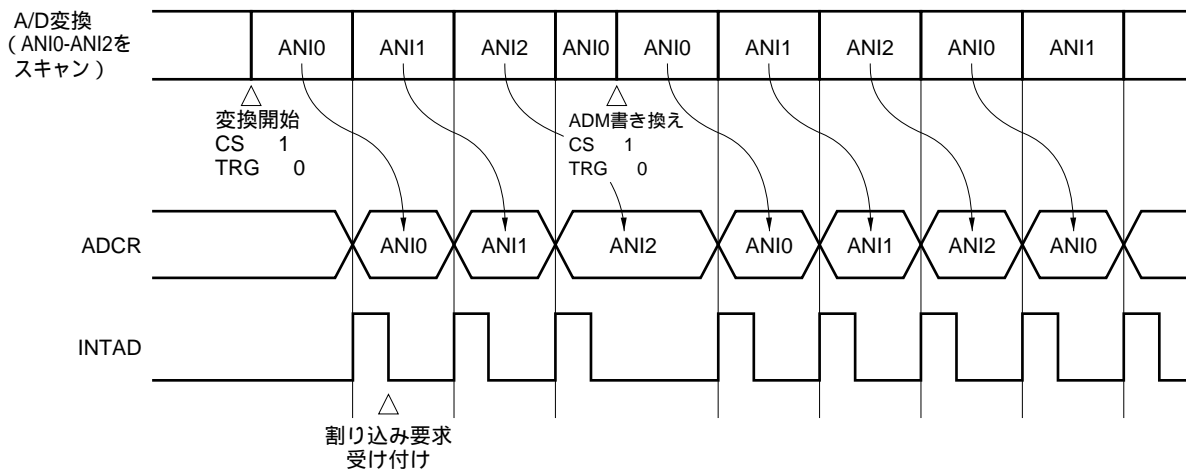 A/D変換
( ANI0-ANI2を
スキャン )
ANI0 ANI1 ANI2 ANI0 ANI0 ANI1 ANI2 ANI0 ANI1
変換開始
CS 1
TRG 0
ADM書き換え
CS 1
TRG 0
ADCR
ANI0 ANI1 ANI2 ANI0 ANI1 ANI2 ANI0
INTAD
割り込み要求
受け付け